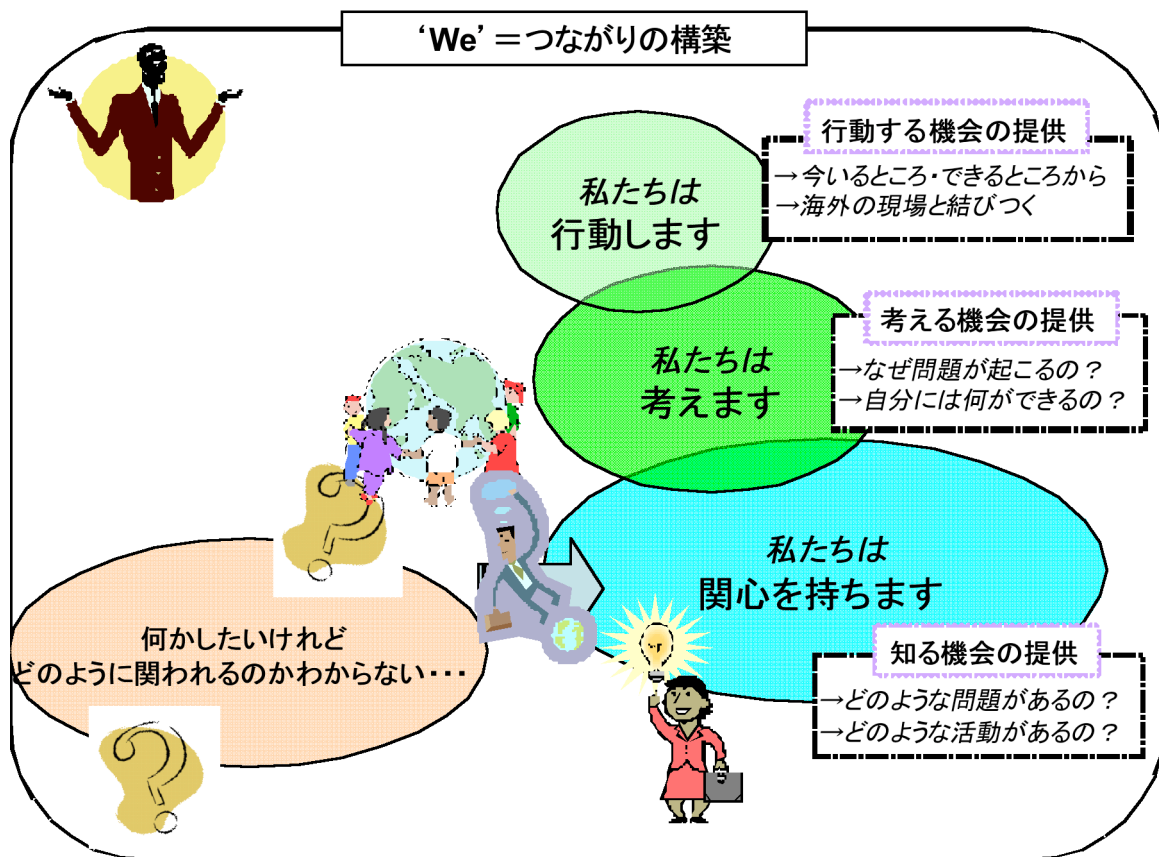 ‘We’＝つながりの構築
行動する機会の提供
→今いるところ・できるところから
→海外の現場と結びつく
私たちは
行動します
考える機会の提供
→なぜ問題が起こるの？
→自分には何ができるの？
私たちは
考えます
私たちは
関心を持ちます
何かしたいけれど
どのように関われるのかわからない・・・
知る機会の提供
→どのような問題があるの？
→どのような活動があるの？